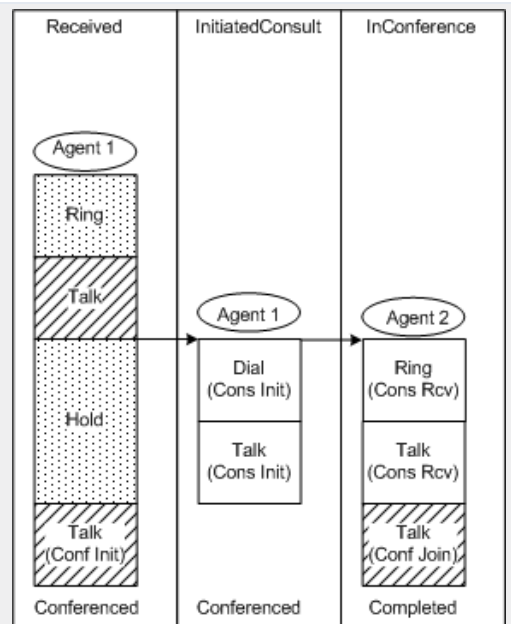 Received
InitiatedConsult
InConference
Agent 1
Ring
Talk
Hold
Talk
(Conf Init)
Agent 1
Dial
(Cons Init)
Talk
(Cons Init)
Agent 2
Ring
(Cons Rcv)
Talk
(Cons Rcv)
Talk
(Conf Join)
Conferenced
Conferenced
Completed